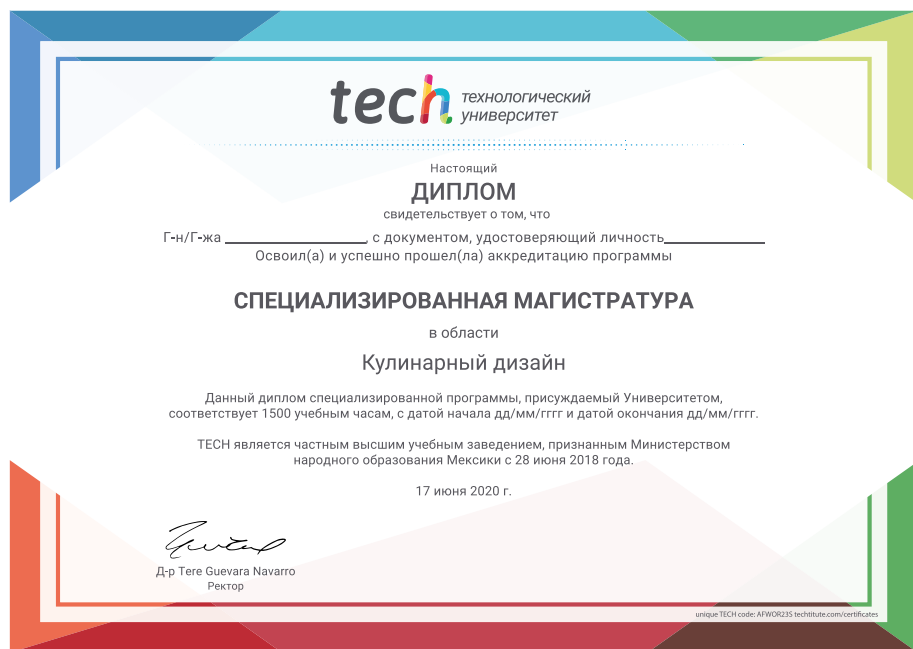 tech технологический
университет
Настоящий
ДИПЛОМ
свидетельствует о том, что
Г-н/Г-жа ____________________, с документом, удостоверяющий личность______________
Освоил(а) и успешно прошел(ла) аккредитацию программы
СПЕЦИАЛИЗИРОВАННАЯ МАГИСТРАТУРА
в области
Кулинарный дизайн
Данный диплом специализированной программы, присуждаемый Университетом,
соответствует 1500 учебным часам, с датой начала дд/мм/гггг и датой окончания дд/мм/гггг.
TECH является частным высшим учебным заведением, признанным Министерством
народного образования Мексики с 28 июня 2018 года.
17 июня 2020 г.
Д-р Tere Guevara Navarro
Ректор
unique TECH code: AFWOR23S techtitute.com/certificates